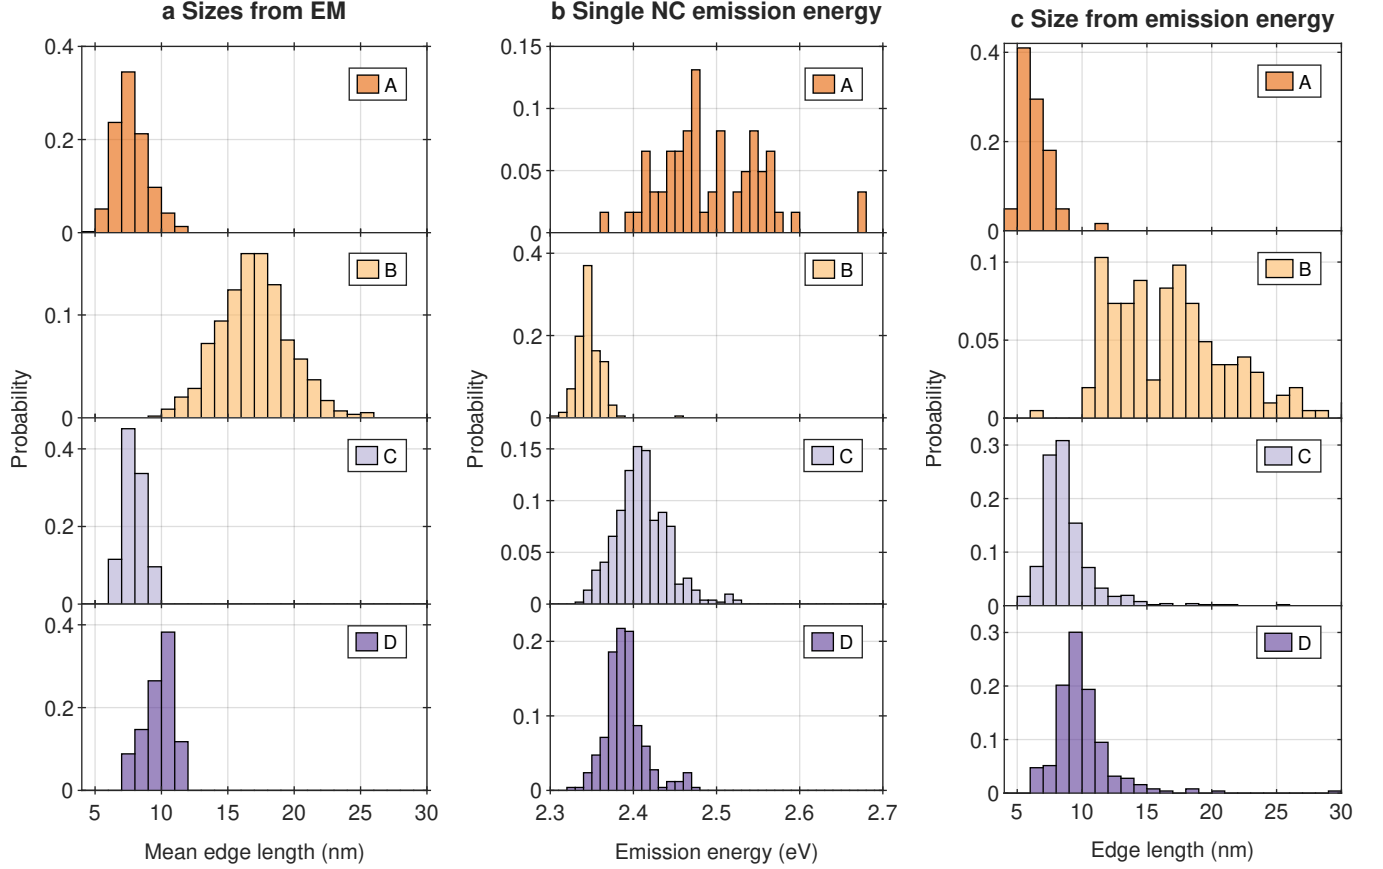 a Sizes from EM
0.4
0.2
0
A
0.1
0
B
0.4
0.2
0
C
0.4
0.2
0
D
5 10 15 20 25 30
Mean edge length (nm)
Probability
b Single NC emission energy
0.15
0.1
0.05
0
A
0.4
0.2
0
B
0.15
0.1
0.05
0
C
0.2
0.1
0
D
2.3 2.4 2.5 2.6 2.7
Emission energy (eV)
Probability
c Size from emission energy
0.4
0.2
0
A
0.1
0.05
0
B
0.3
0.2
0.1
0
C
0.3
0.2
0.1
0
D
5 10 15 20 25 30
Edge length (nm)
Probability